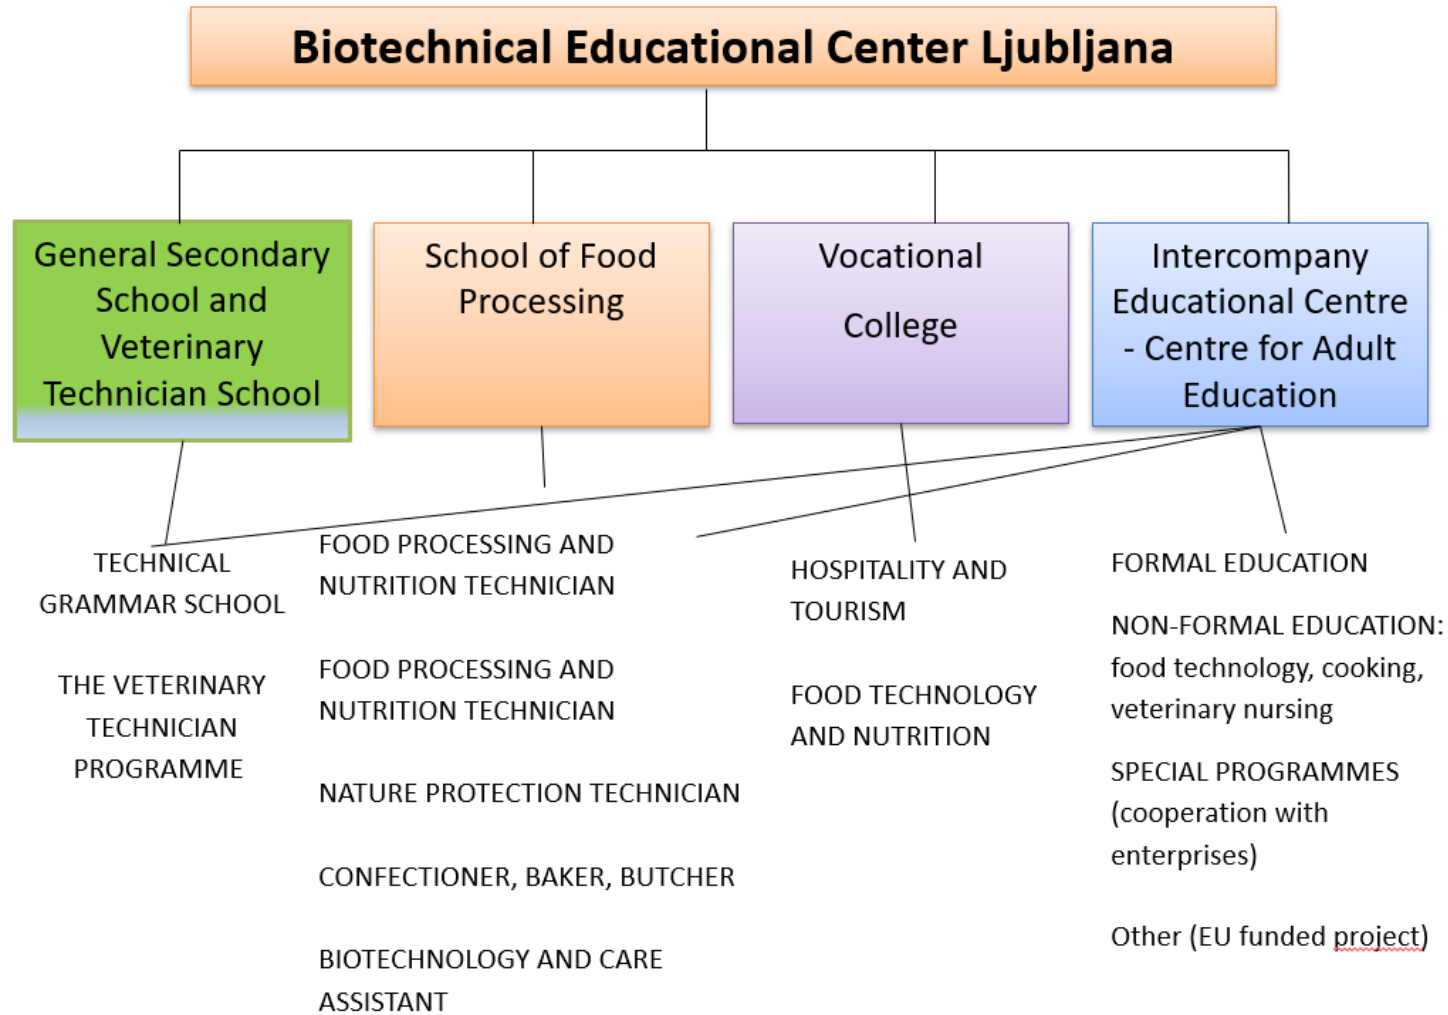 Biotechnical Educational Center Ljubljana
General Secondary
School and
Veterinary
Technician School
School of Food
Processing
Vocational
College
Intercompany
Educational Centre
- Centre for Adult
Education
TECHNICAL
GRAMMAR SCHOOL
THE VETERINARY
TECHNICIAN
PROGRAMME
FOOD PROCESSING AND
NUTRITION TECHNICIAN
FOOD PROCESSING AND
NUTRITION TECHNICIAN
NATURE PROTECTION TECHNICIAN
CONFECTIONER, BAKER, BUTCHER
BIOTECHNOLOGY AND CARE
ASSISTANT
HOSPITALITY AND
TOURISM
FOOD TECHNOLOGY
AND NUTRITION
FORMAL EDUCATION
NON-FORMAL EDUCATION:
food technology, cooking,
veterinary nursing
SPECIAL PROGRAMMES
(cooperation with
enterprises)
Other (EU funded project)